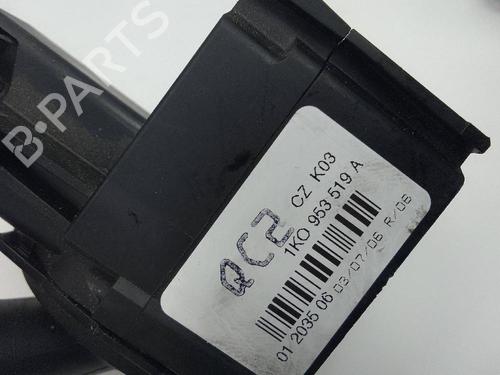 B-PARTS
CZ K03
QC2
1K0 953 519 A
01 2035 06 03/07/06 R/06